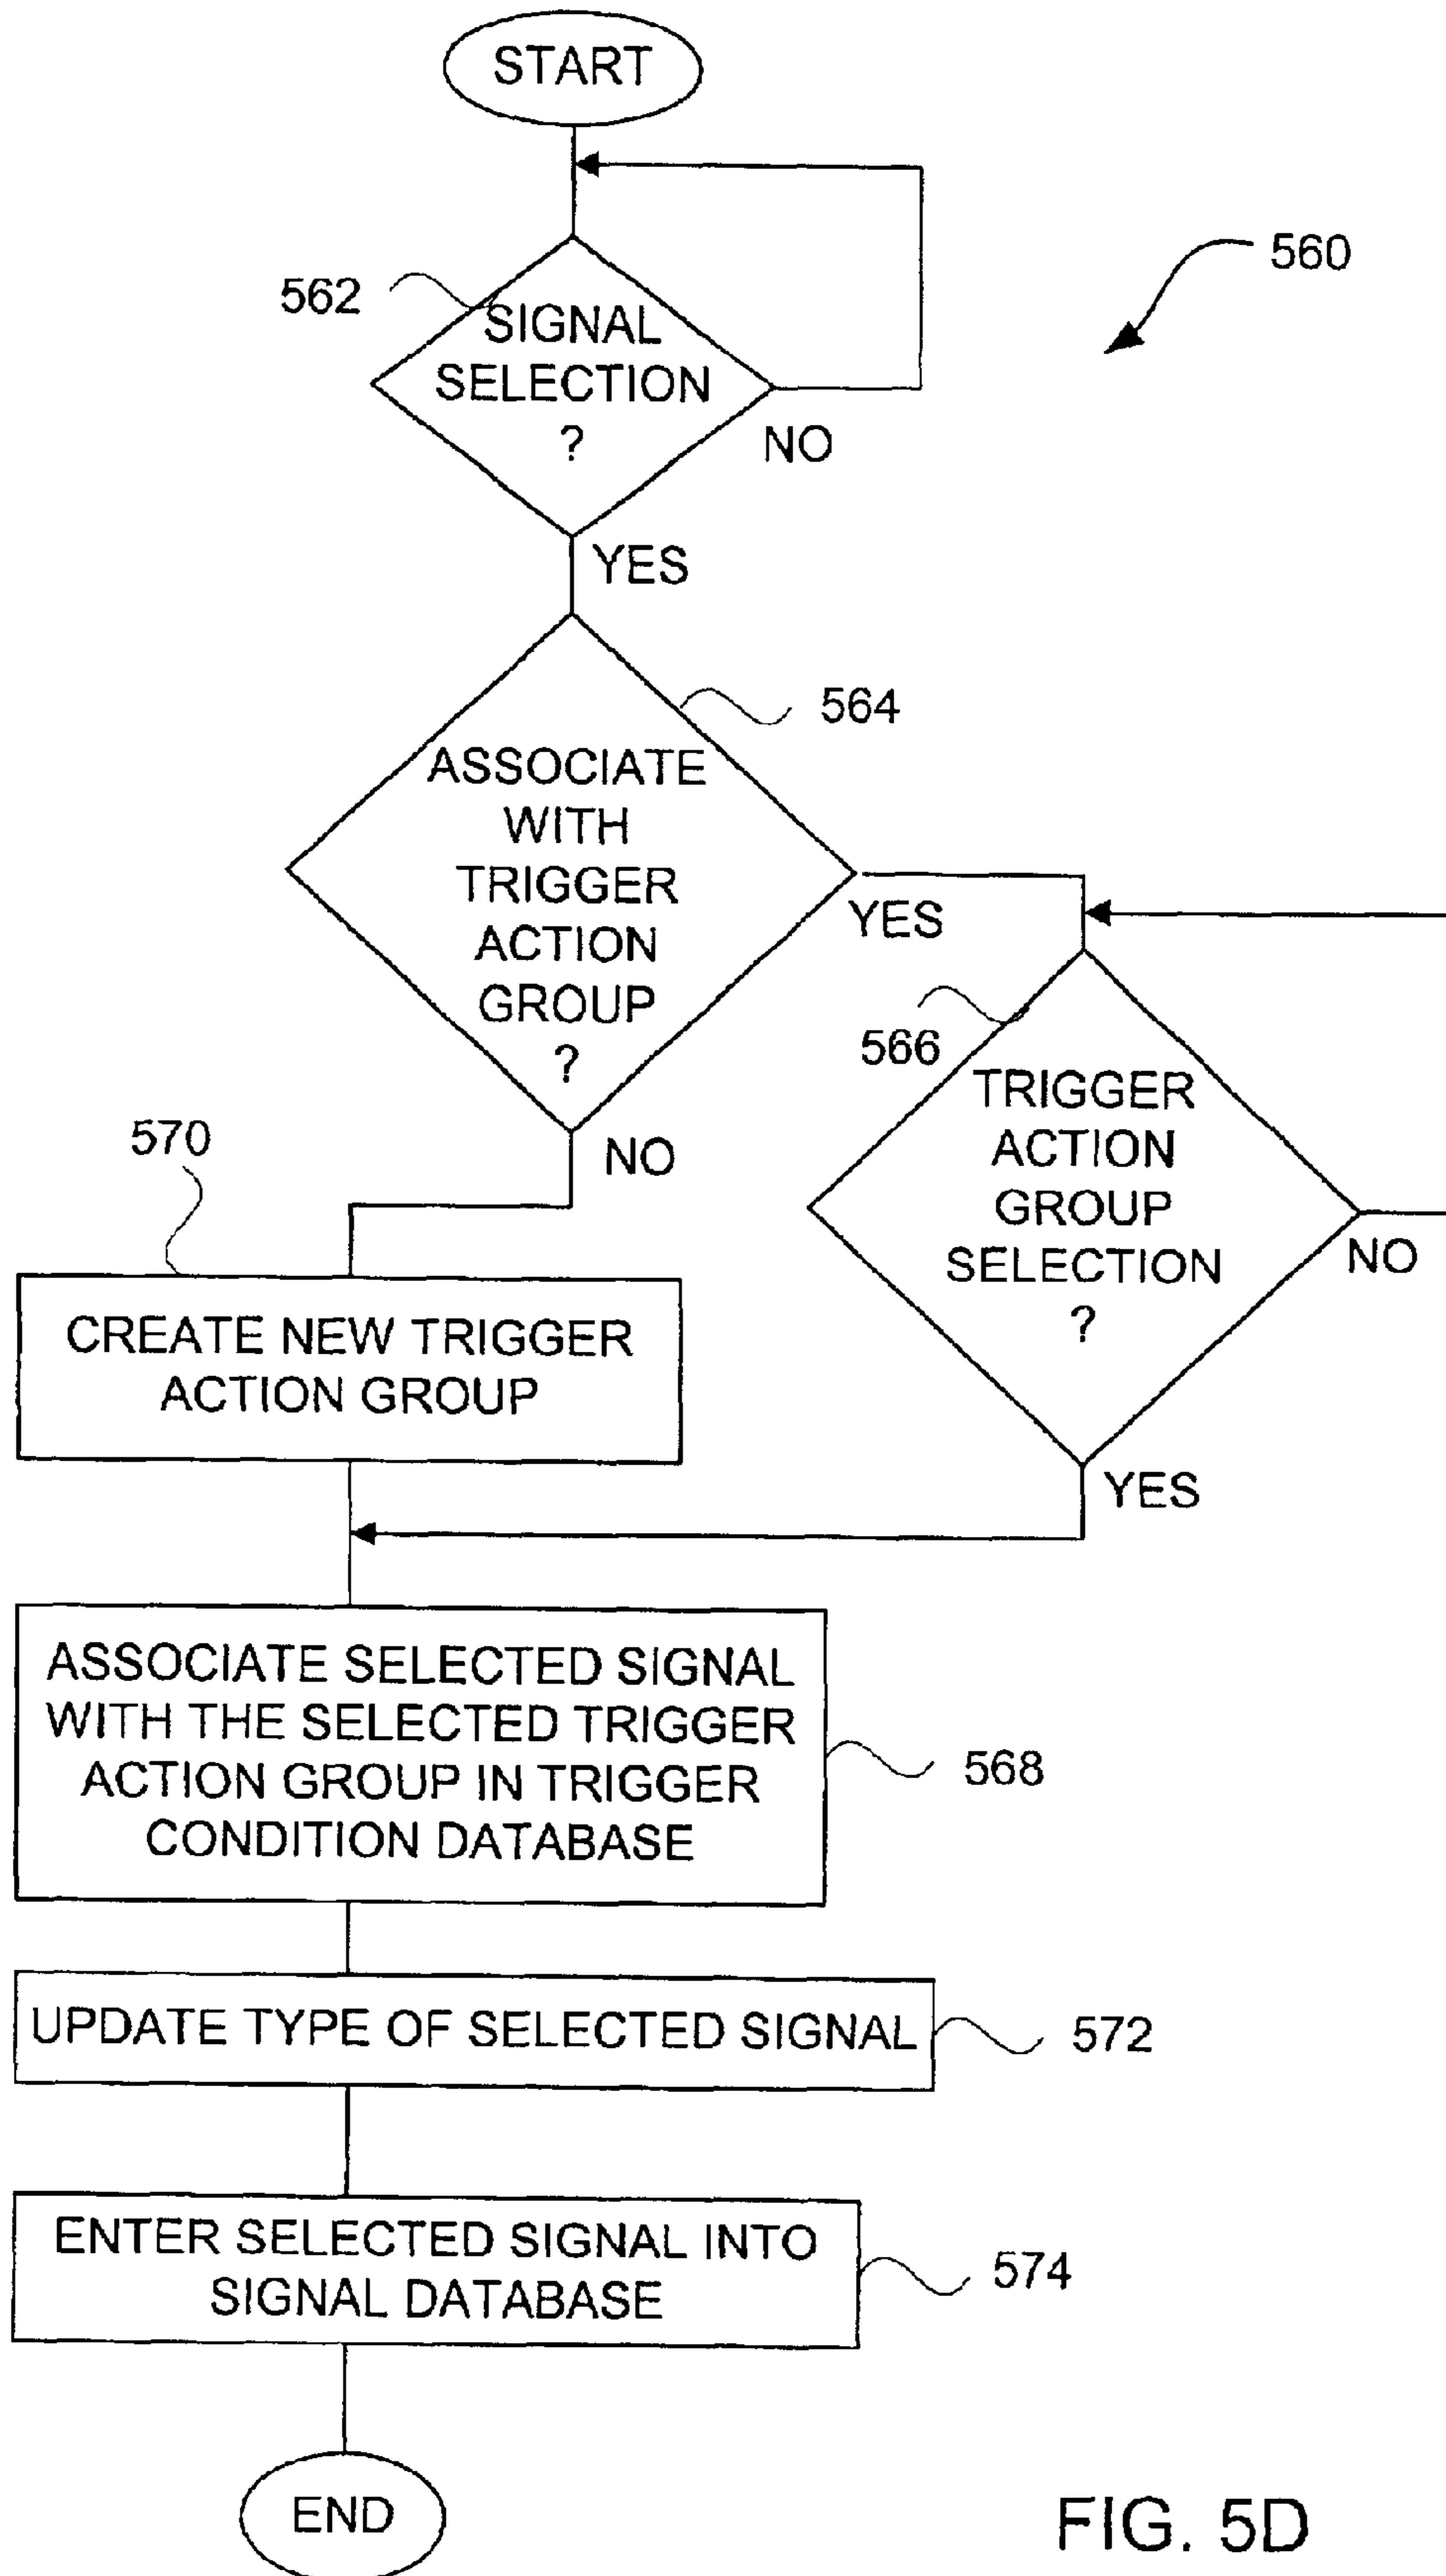 START
560
562
SIGNAL
SELECTION
?
NO
YES
564
ASSOCIATE
WITH
TRIGGER
ACTION
GROUP
?
YES
NO
566
TRIGGER
ACTION
GROUP
SELECTION
?
NO
YES
570
CREATE NEW TRIGGER
ACTION GROUP
ASSOCIATE SELECTED SIGNAL
WITH THE SELECTED TRIGGER
ACTION GROUP IN TRIGGER
CONDITION DATABASE
568
UPDATE TYPE OF SELECTED SIGNAL
572
ENTER SELECTED SIGNAL INTO
SIGNAL DATABASE
574
END
FIG. 5D